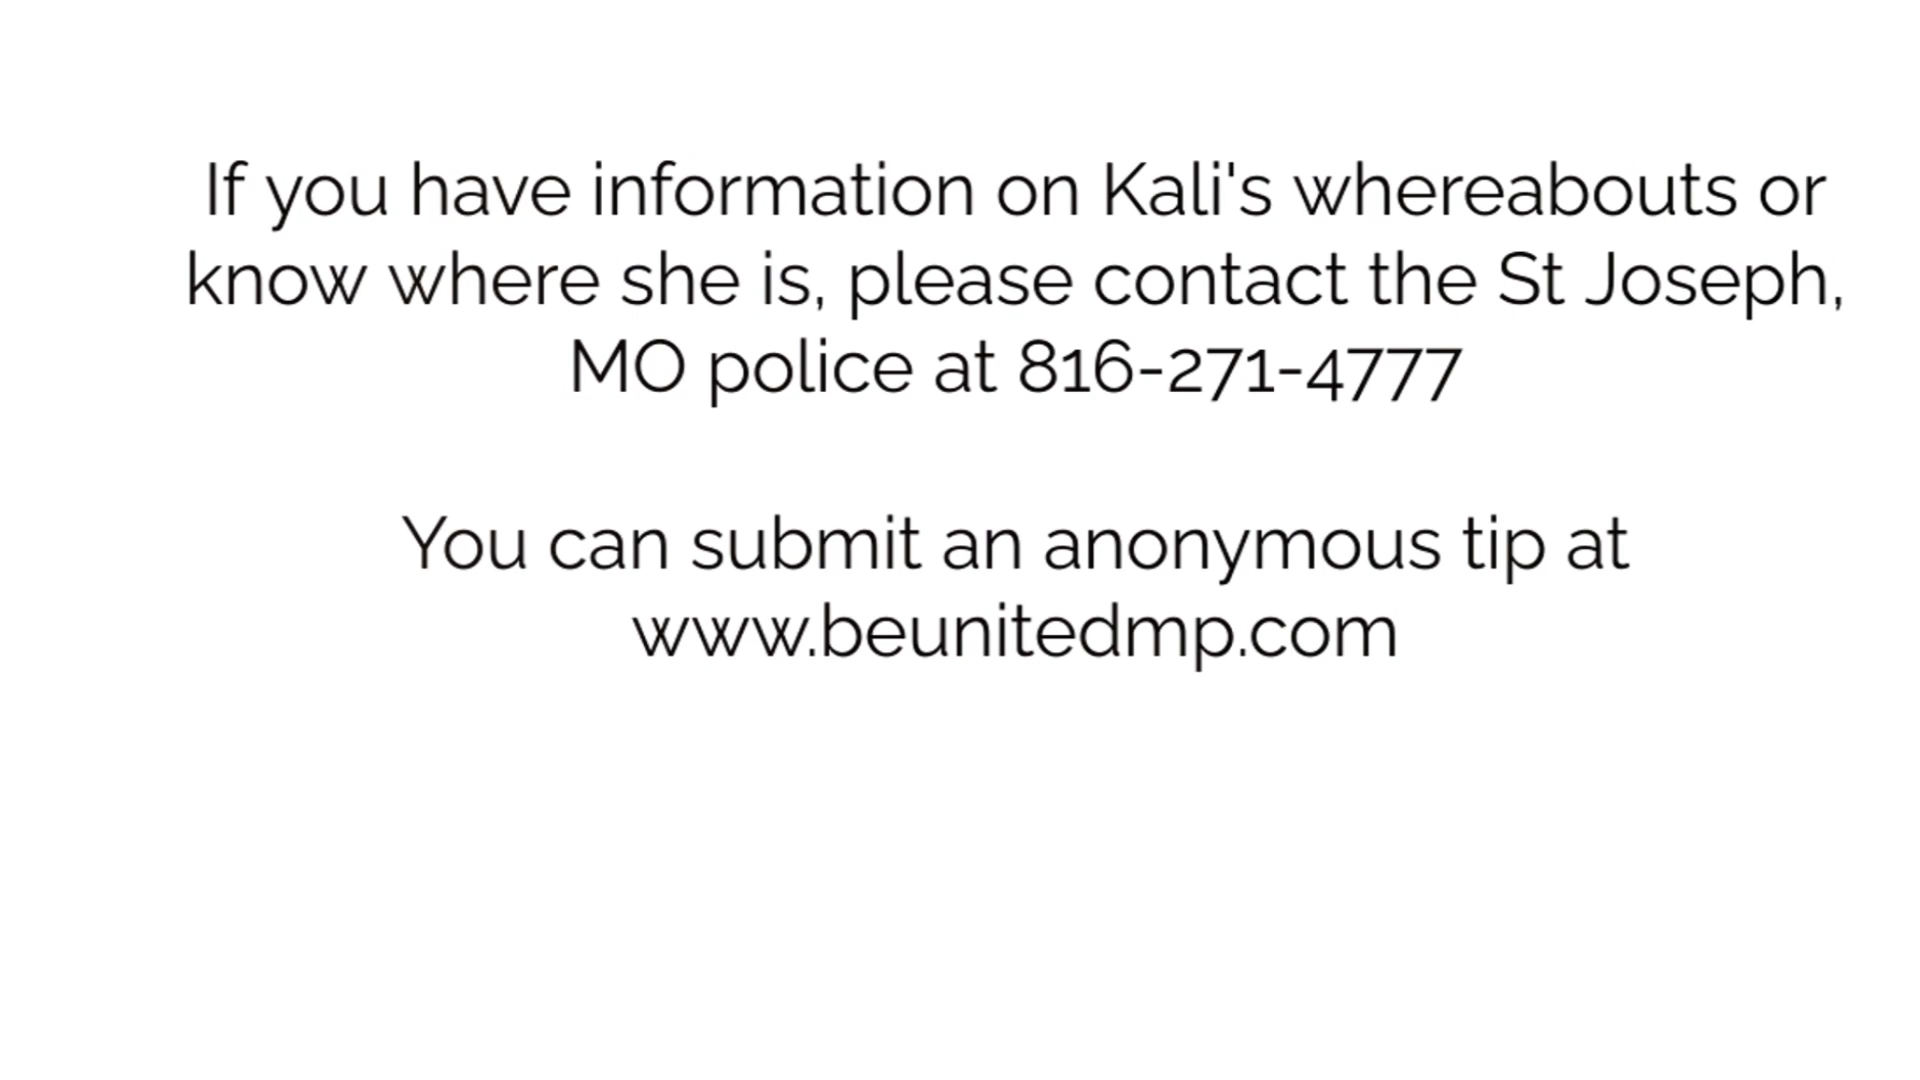 If you have information on Kali's whereabouts or
know where she is, please contact the St Joseph,
MO police at 816-271-4777
You can submit an anonymous tip at
www.beunitedmp.com